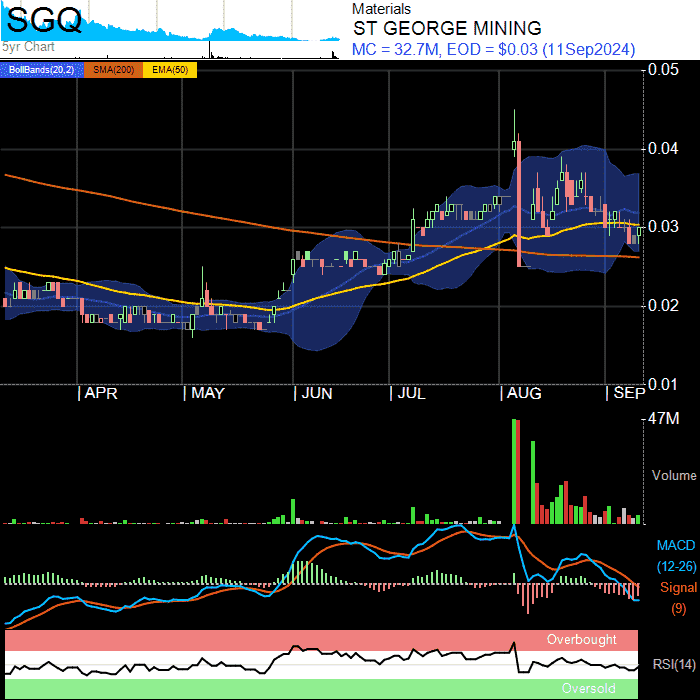 SGQ
5yr Chart
Materials
ST GEORGE MINING
MC = 32.7M, EOD = $0.03 (11Sep2024)
BollBands(20,2) SMA(200) EMA(50)
0.05
0.04
0.03
0.02
0.01
APR MAY JUN JUL AUG SEP
47M
Volume
MACD
(12-26)
Signal
(9)
Overbought
RSI(14)
Oversold